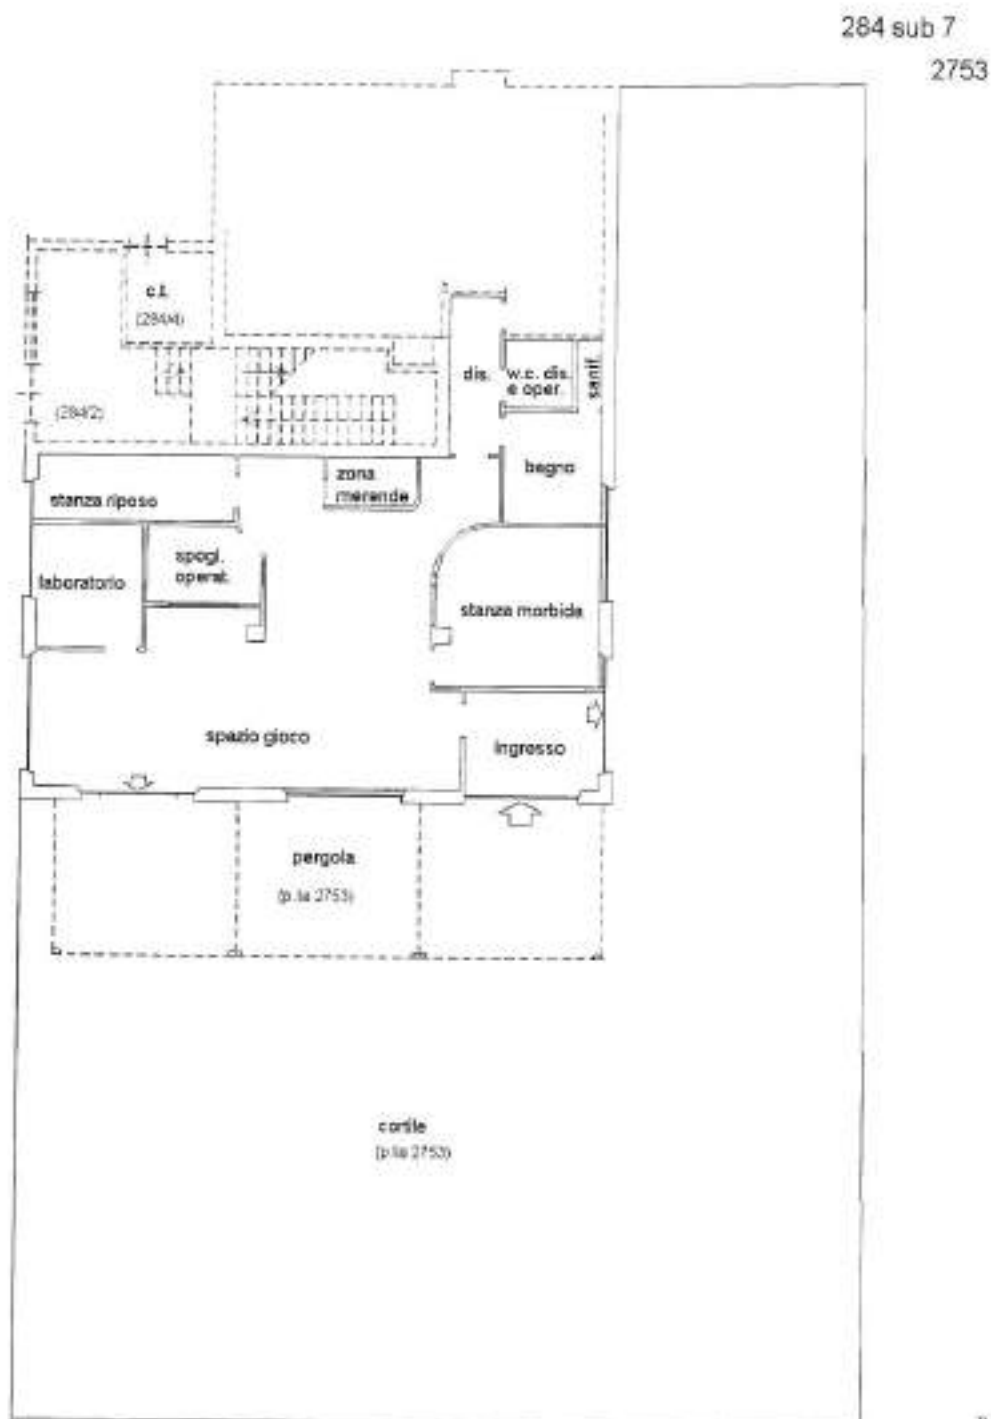 284 sub 7
2753
c.t.
(284/4)
dis.
w.c. dis.
e oper.
sanif.
(284/2)
zona
merende
bagno
stanza riposo
spogl.
operat.
laboratorio
stanza morbida
spazio gioco
ingresso
pergola
(p.lla 2753)
cortile
(p.lla 2753)